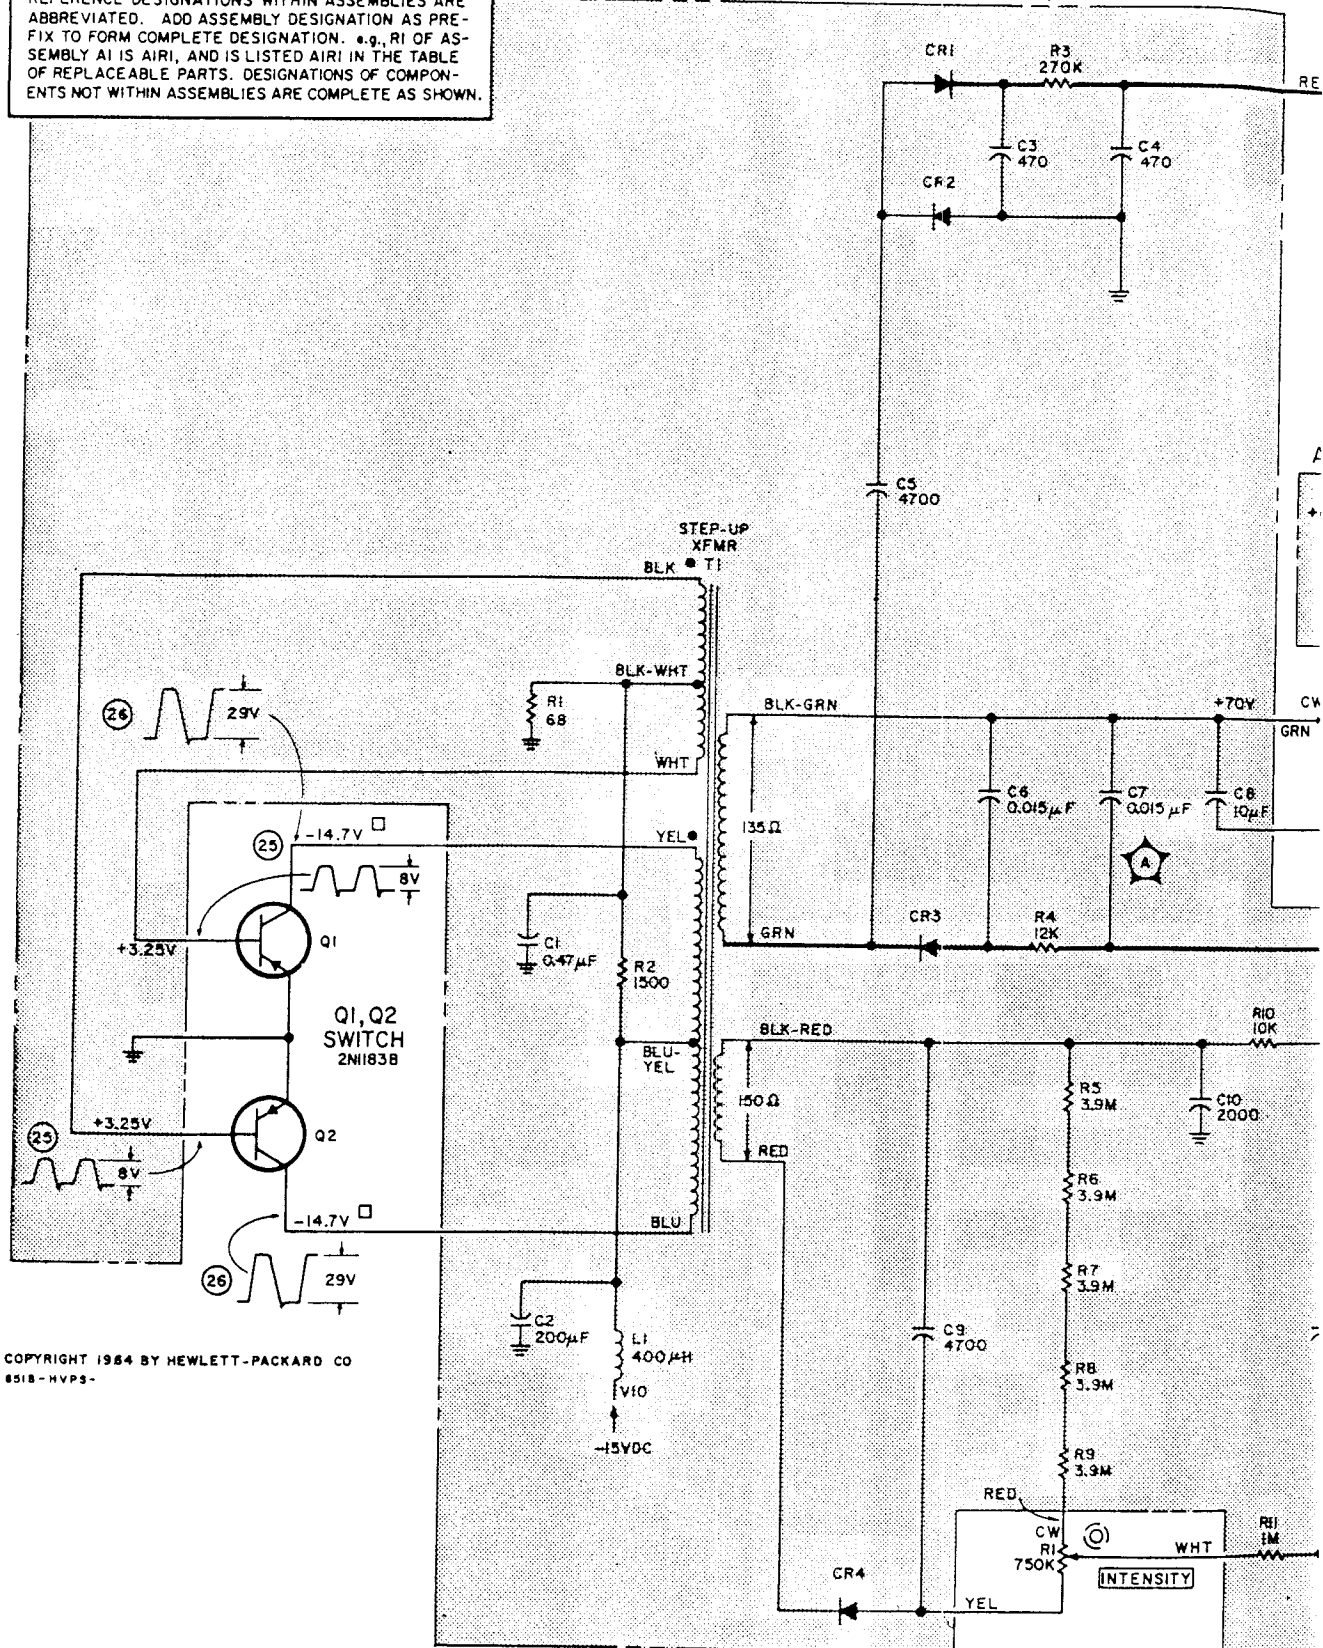 REFERENCE DESIGNATIONS WITHIN ASSEMBLIES ARE
ABBREVIATED. ADD ASSEMBLY DESIGNATION AS PRE-
FIX TO FORM COMPLETE DESIGNATION. e.g., R1 OF AS-
SEMBLY A1 IS A1R1, AND IS LISTED A1R1 IN THE TABLE
OF REPLACEABLE PARTS. DESIGNATIONS OF COMPON-
ENTS NOT WITHIN ASSEMBLIES ARE COMPLETE AS SHOWN.
CR1
R3
270K
RE
C3
470
C4
470
CR2
C5
4700
STEP-UP
XFMR
T1
BLK
BLK-WHT
R1
68
WHT
26
29V
BLK-GRN
+70V
CW
GRN
C6
0.015µF
C7
0.015µF
C8
10µF
135Ω
A
YEL
25
-14.7V
8V
Q1
+3.25V
C1
0.47µF
R2
1500
GRN
CR3
R4
12K
Q1,Q2
SWITCH
2N1183B
BLU-
YEL
BLK-RED
R10
10K
150Ω
RED
R5
3.9M
C10
2000
+3.25V
Q2
25
8V
R6
3.9M
-14.7V
BLU
26
29V
R7
3.9M
C2
200µF
L1
400µH
V10
-15VDC
C9
4700
R8
3.9M
R9
3.9M
RED
CW
R1
750K
WHT
R11
1M
INTENSITY
CR4
YEL
COPYRIGHT 1964 BY HEWLETT-PACKARD CO
851B-HVPS-